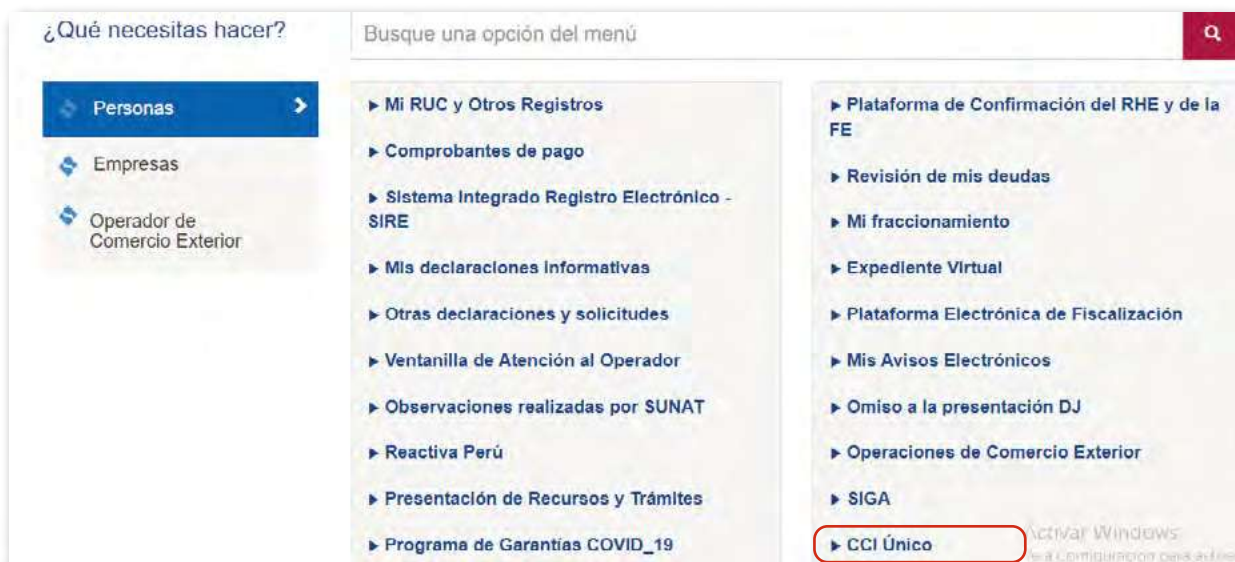 ¿Qué necesitas hacer?
Busque una opción del menú
Personas
Empresas
Operador de
Comercio Exterior
▸ Mi RUC y Otros Registros
▸ Comprobantes de pago
▸ Sistema Integrado Registro Electrónico -
SIRE
▸ Mis declaraciones informativas
▸ Otras declaraciones y solicitudes
▸ Ventanilla de Atención al Operador
▸ Observaciones realizadas por SUNAT
▸ Reactiva Perú
▸ Presentación de Recursos y Trámites
▸ Programa de Garantías COVID_19
▸ Plataforma de Confirmación del RHE y de la
FE
▸ Revisión de mis deudas
▸ Mi fraccionamiento
▸ Expediente Virtual
▸ Plataforma Electrónica de Fiscalización
▸ Mis Avisos Electrónicos
▸ Omiso a la presentación DJ
▸ Operaciones de Comercio Exterior
▸ SIGA
▸ CCI Único
Activar Windows